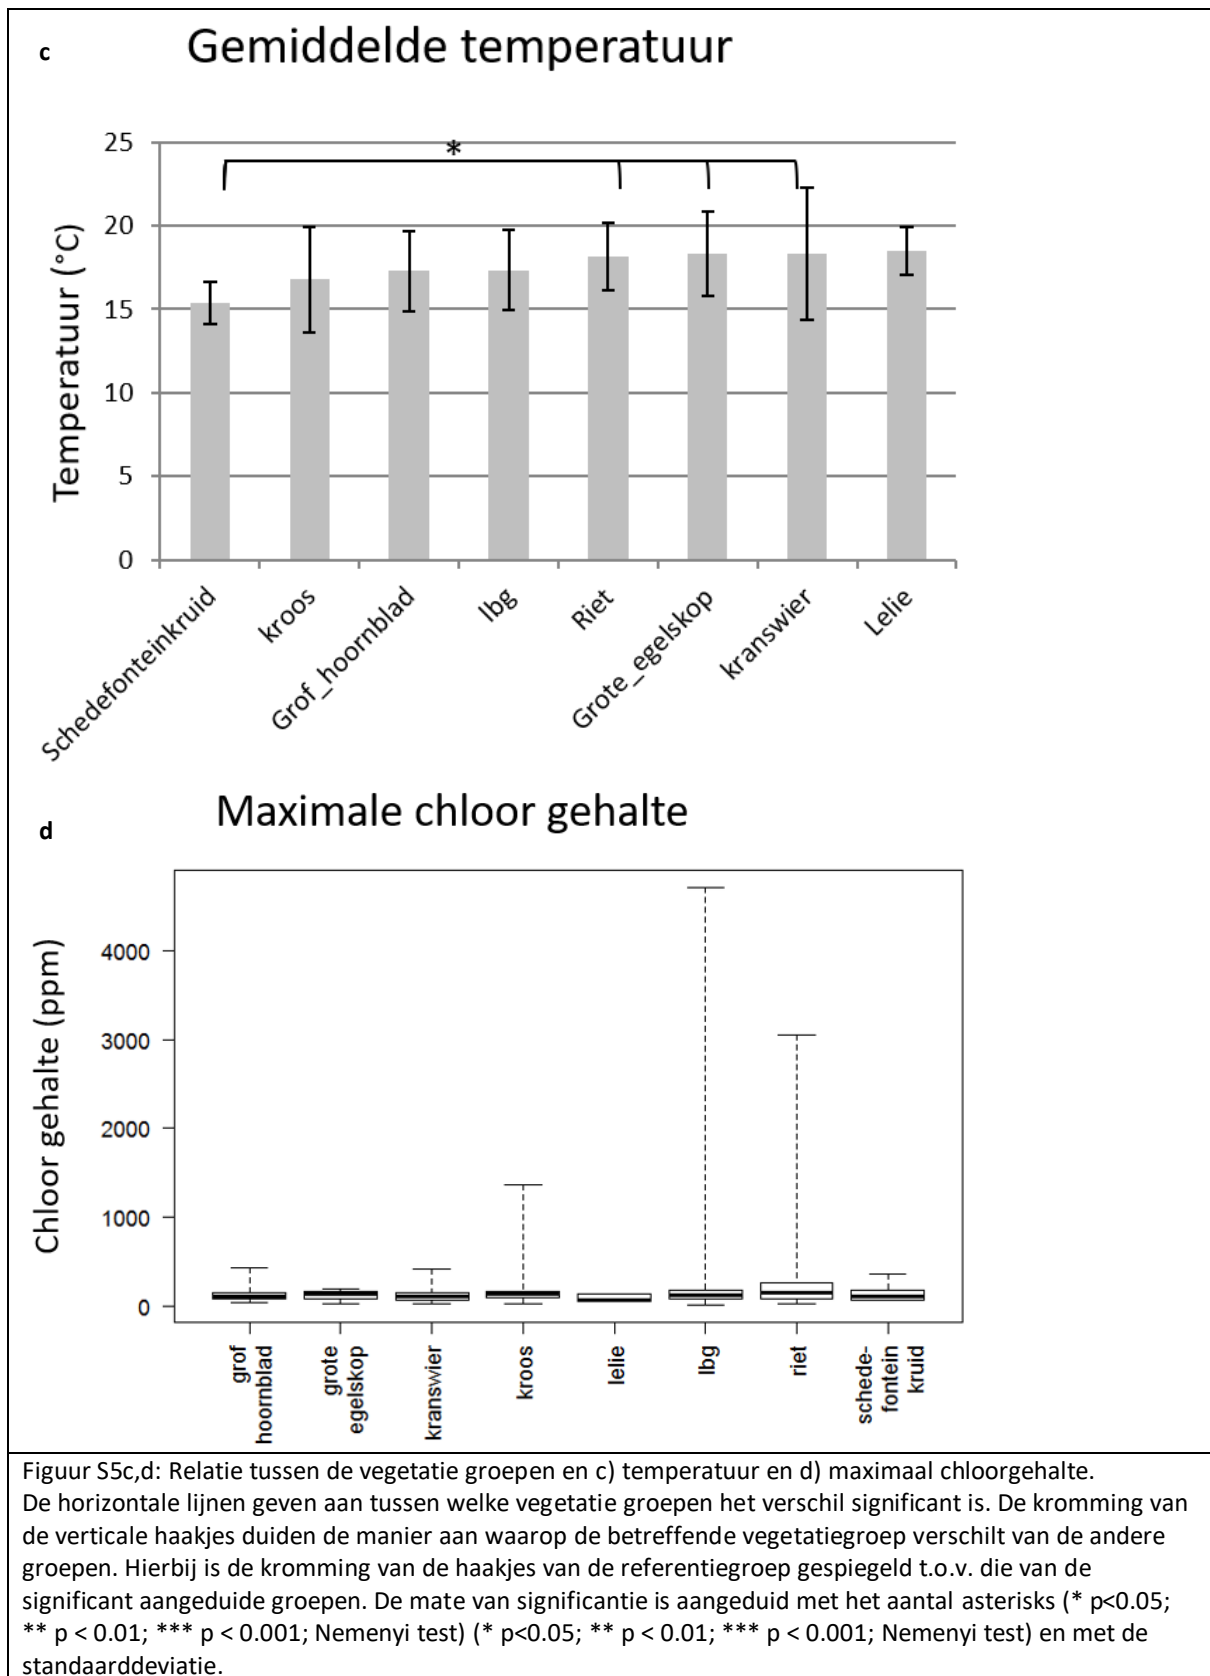 c
Gemiddelde temperatuur
Temperatuur (°C)
25
20
15
10
5
0
*
Schedefonteinkruid
kroos
Grof_hoornblad
lbg
Riet
Grote_egelskop
kranswier
Lelie
d
Maximale chloor gehalte
Chloor gehalte (ppm)
4000
3000
2000
1000
0
grof
hoornblad
grote
egelskop
kranswier
kroos
lelie
lbg
riet
schede-
fontein
kruid
Figuur S5c,d: Relatie tussen de vegetatie groepen en c) temperatuur en d) maximaal chloorgehalte.
De horizontale lijnen geven aan tussen welke vegetatie groepen het verschil significant is. De kromming van
de verticale haakjes duiden de manier aan waarop de betreffende vegetatiegroep verschilt van de andere
groepen. Hierbij is de kromming van de haakjes van de referentiegroep gespiegeld t.o.v. die van de
significant aangeduide groepen. De mate van significantie is aangeduid met het aantal asterisks (* p<0.05;
** p < 0.01; *** p < 0.001; Nemenyi test) (* p<0.05; ** p < 0.01; *** p < 0.001; Nemenyi test) en met de
standaarddeviatie.